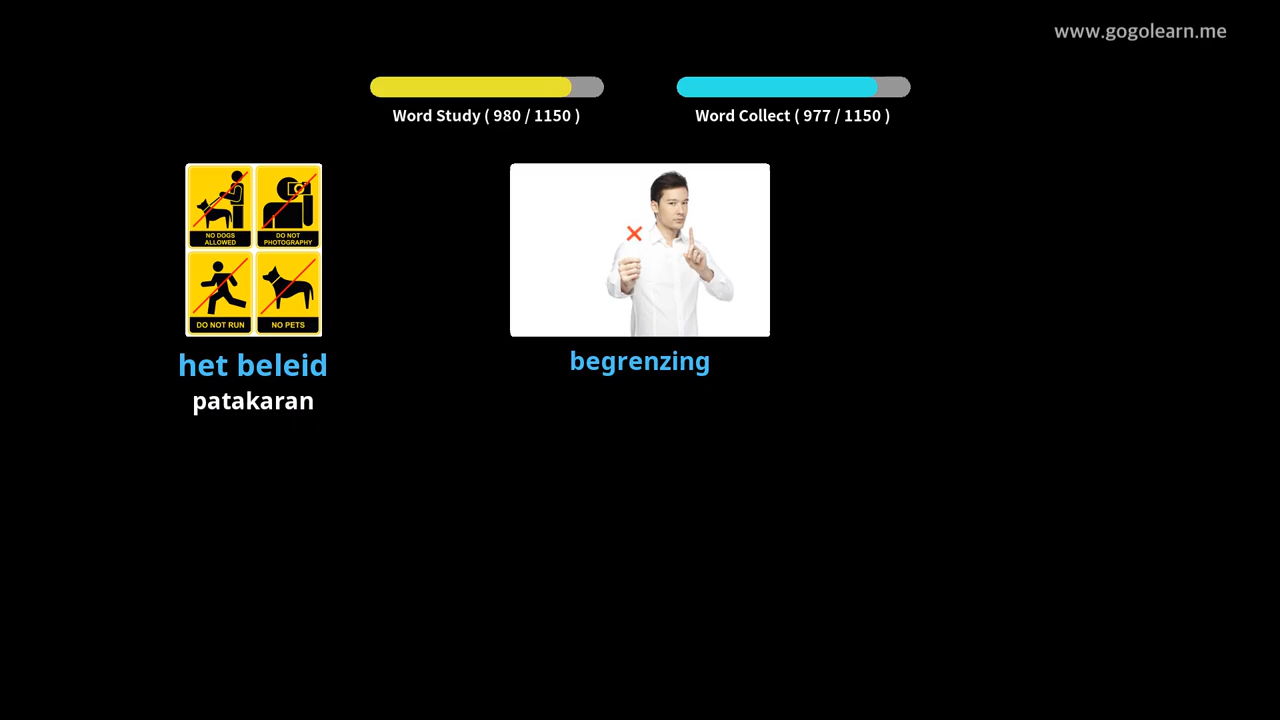 www.gogolearn.me
Word Study ( 980 / 1150 )
Word Collect ( 977 / 1150 )
NO DOGS
ALLOWED
DO NOT
PHOTOGRAPHY
DO NOT RUN
NO PETS
het beleid
patakaran
begrenzing